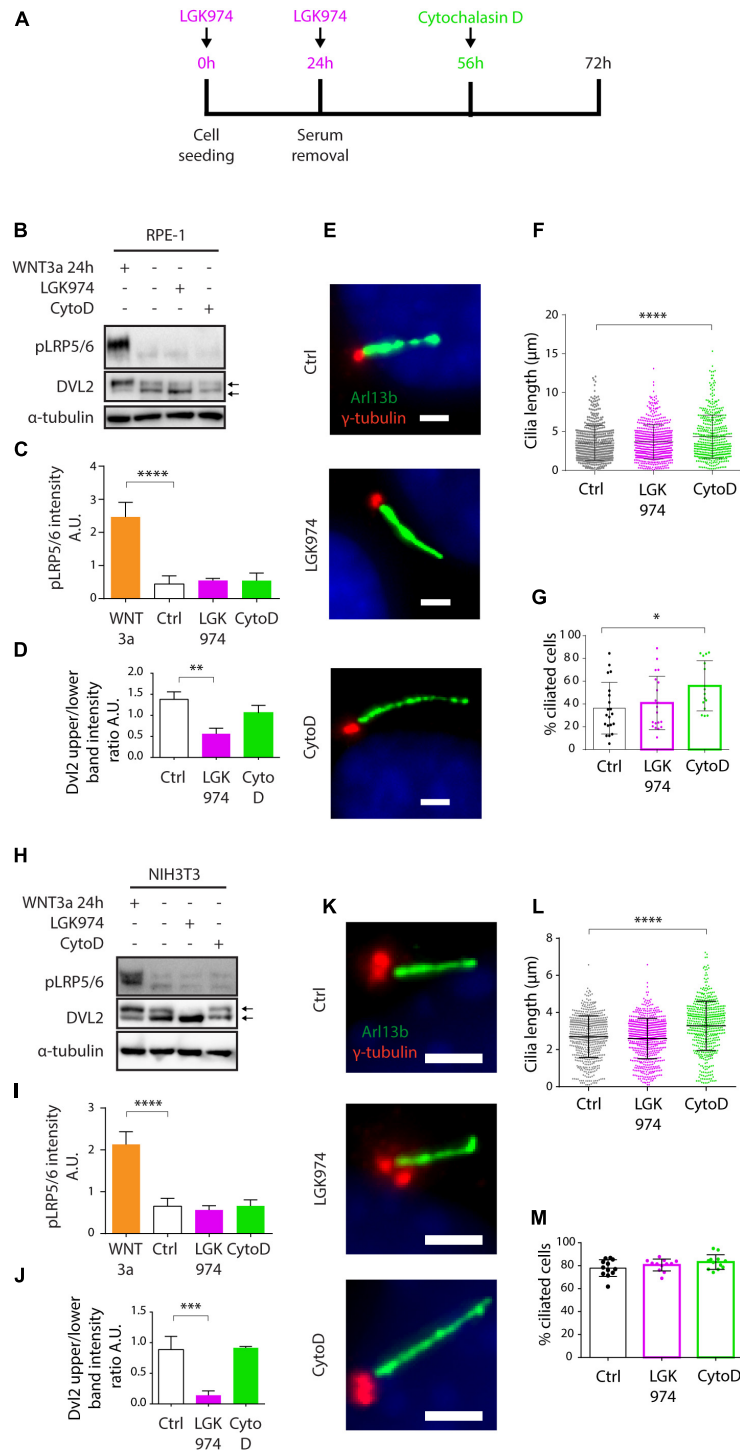 A
LGK974 LGK974 Cytochalasin D
0h 24h 56h 72h
Cell seeding
Serum removal
B
RPE-1
WNT3a 24h + - - -
LGK974 - - + -
CytoD - - - +
pLRP5/6
DVL2
α-tubulin
C
pLRP5/6 intensity
A.U.
4
3
2
1
0
****
WNT 3a
Ctrl
LGK 974
CytoD
D
Dvl2 upper/lower
band intensity
ratio A.U.
2.0
1.5
1.0
0.5
0.0
**
Ctrl
LGK 974
Cyto D
E
Ctrl
Arl13b
γ-tubulin
LGK974
CytoD
F
Cilia length (µm)
20
15
10
5
0
****
Ctrl
LGK 974
CytoD
G
% ciliated cells
100
80
60
40
20
0
*
Ctrl
LGK 974
CytoD
H
NIH3T3
WNT3a 24h + - - -
LGK974 - - + -
CytoD - - - +
pLRP5/6
DVL2
α-tubulin
I
pLRP5/6 intensity
A.U.
3
2
1
0
****
WNT 3a
Ctrl
LGK 974
CytoD
J
Dvl2 upper/lower
band intensity
ratio A.U.
1.5
1.0
0.5
0.0
***
Ctrl
LGK 974
Cyto D
K
Ctrl
Arl13b
γ-tubulin
LGK974
CytoD
L
Cilia length (µm)
8
6
4
2
0
****
Ctrl
LGK 974
CytoD
M
% ciliated cells
100
80
60
40
20
0
Ctrl
LGK 974
CytoD